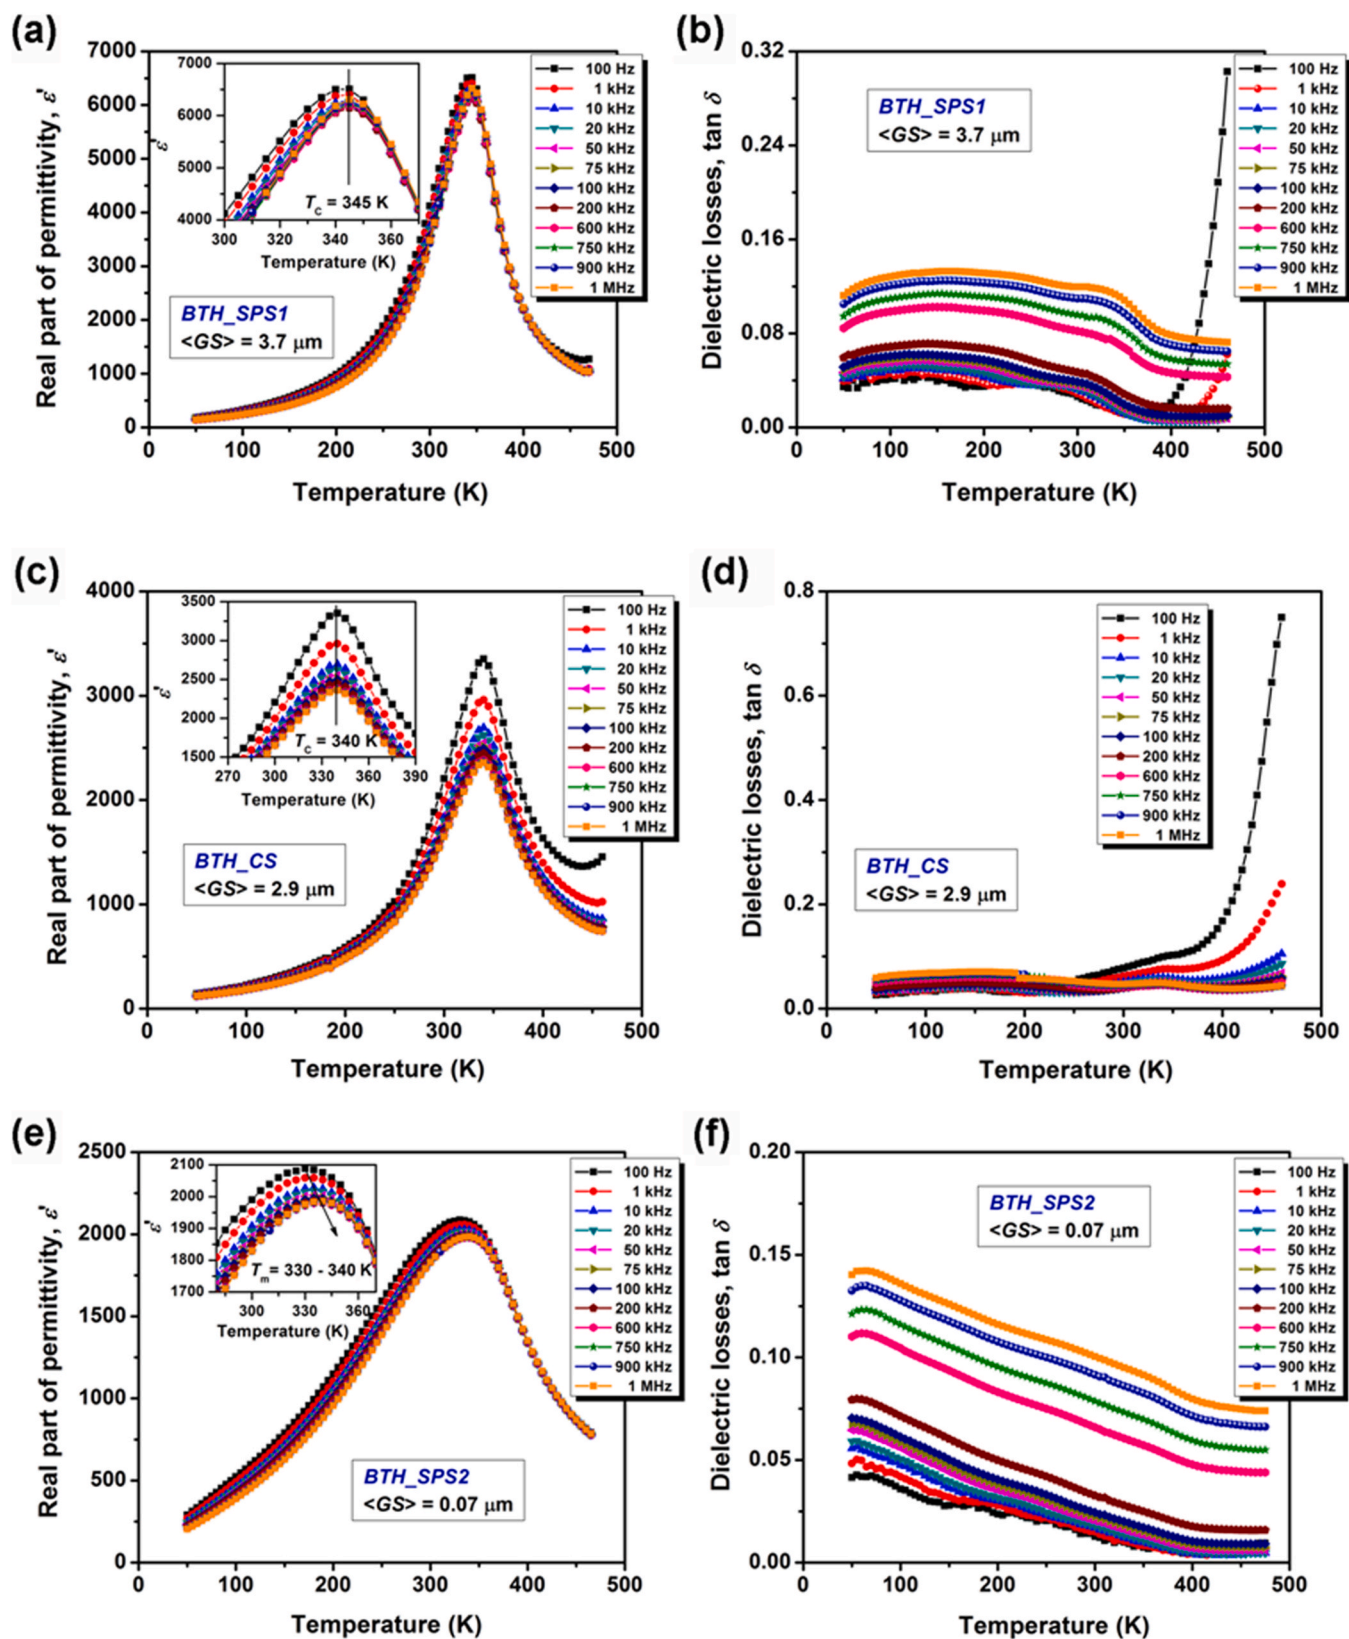 (a)
Real part of permittivity, ε'
7000
6000
5000
4000
3000
2000
1000
0
0 100 200 300 400 500
Temperature (K)
ε'
7000
6000
5000
4000
300 320 340 360
Temperature (K)
T_C = 345 K
BTH_SPS1
<GS> = 3.7 μm
100 Hz
1 kHz
10 kHz
20 kHz
50 kHz
75 kHz
100 kHz
200 kHz
600 kHz
750 kHz
900 kHz
1 MHz
(b)
Dielectric losses, tan δ
0.32
0.24
0.16
0.08
0.00
0 100 200 300 400 500
Temperature (K)
BTH_SPS1
<GS> = 3.7 μm
100 Hz
1 kHz
10 kHz
20 kHz
50 kHz
75 kHz
100 kHz
200 kHz
600 kHz
750 kHz
900 kHz
1 MHz
(c)
Real part of permittivity, ε'
4000
3000
2000
1000
0
0 100 200 300 400 500
Temperature (K)
ε'
3500
3000
2500
2000
1500
270 300 330 360 390
Temperature (K)
T_C = 340 K
BTH_CS
<GS> = 2.9 μm
100 Hz
1 kHz
10 kHz
20 kHz
50 kHz
75 kHz
100 kHz
200 kHz
600 kHz
750 kHz
900 kHz
1 MHz
(d)
Dielectric losses, tan δ
0.8
0.6
0.4
0.2
0.0
0 100 200 300 400 500
Temperature (K)
BTH_CS
<GS> = 2.9 μm
100 Hz
1 kHz
10 kHz
20 kHz
50 kHz
75 kHz
100 kHz
200 kHz
600 kHz
750 kHz
900 kHz
1 MHz
(e)
Real part of permittivity, ε'
2500
2000
1500
1000
500
0
0 100 200 300 400 500
Temperature (K)
ε'
2100
2000
1900
1800
1700
300 330 360
Temperature (K)
T_m = 330 - 340 K
BTH_SPS2
<GS> = 0.07 μm
100 Hz
1 kHz
10 kHz
20 kHz
50 kHz
75 kHz
100 kHz
200 kHz
600 kHz
750 kHz
900 kHz
1 MHz
(f)
Dielectric losses, tan δ
0.20
0.15
0.10
0.05
0.00
0 100 200 300 400 500
Temperature (K)
BTH_SPS2
<GS> = 0.07 μm
100 Hz
1 kHz
10 kHz
20 kHz
50 kHz
75 kHz
100 kHz
200 kHz
600 kHz
750 kHz
900 kHz
1 MHz